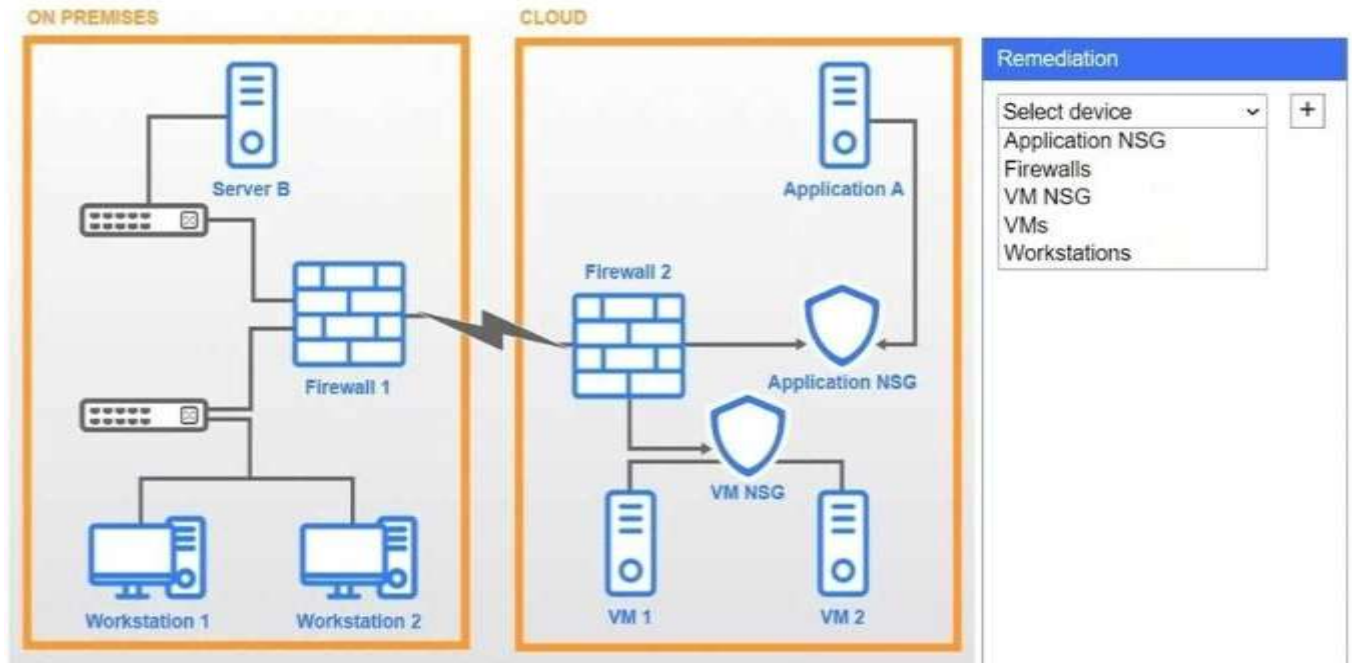 ON PREMISES
CLOUD
Server B
Firewall 1
Workstation 1
Workstation 2
Application A
Firewall 2
Application NSG
VM NSG
VM 1
VM 2
Remediation
Select device
+
Application NSG
Firewalls
VM NSG
VMs
Workstations